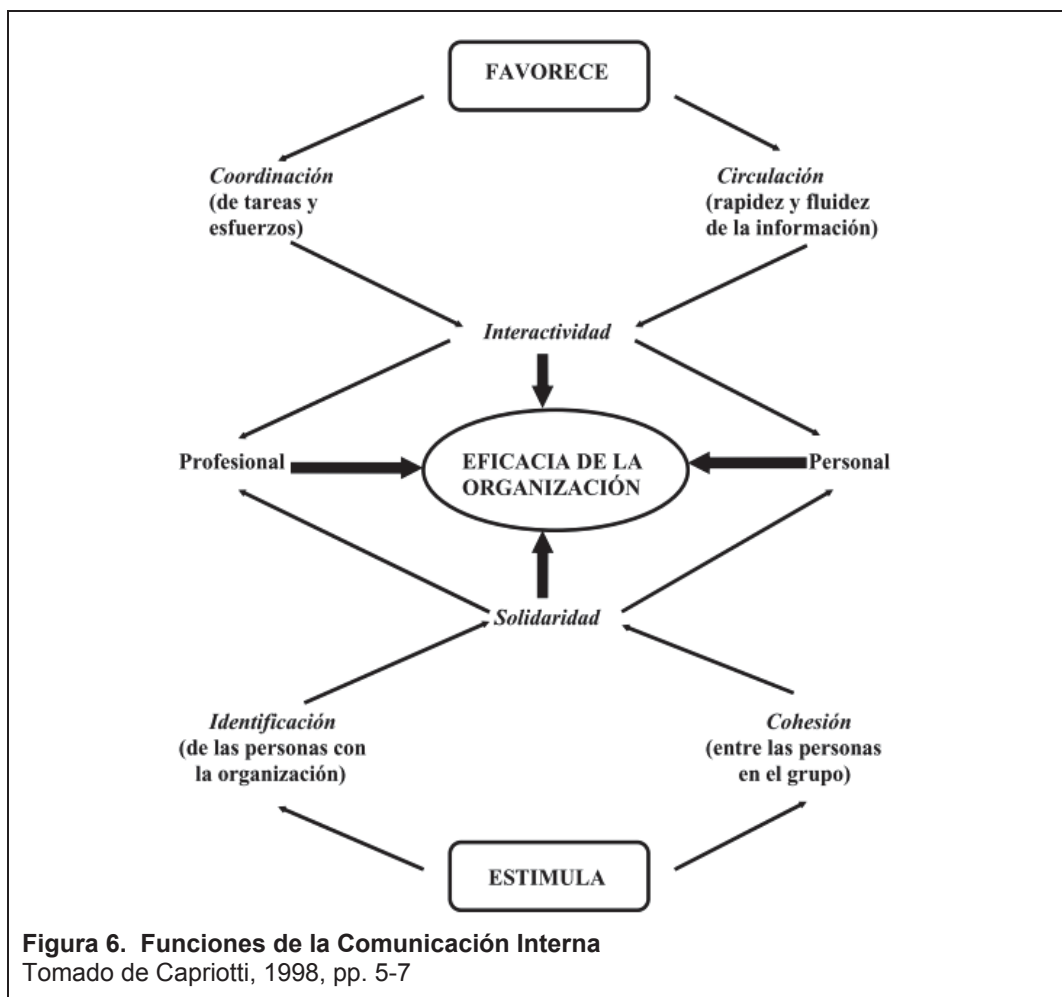 FAVORECE
Coordinación
(de tareas y
esfuerzos)
Circulación
(rapidez y fluidez
de la información)
Interactividad
Profesional
EFICACIA DE LA
ORGANIZACIÓN
Personal
Solidaridad
Identificación
(de las personas con
la organización)
Cohesión
(entre las personas
en el grupo)
ESTIMULA
Figura 6. Funciones de la Comunicación Interna
Tomado de Capriotti, 1998, pp. 5-7